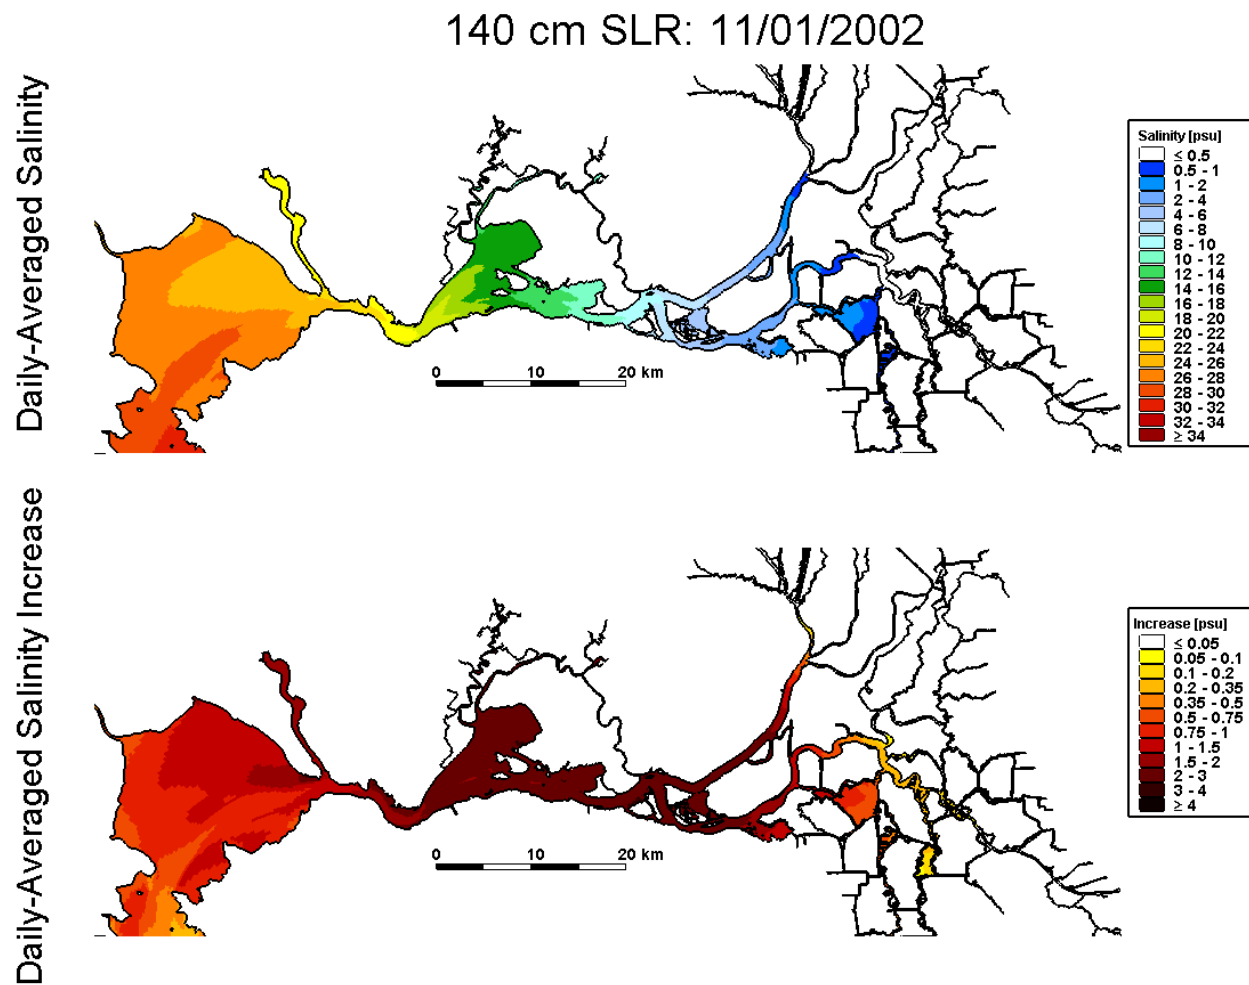 140 cm SLR: 11/01/2002
Daily-Averaged Salinity
Salinity [psu]
≤ 0.5
0.5 - 1
1 - 2
2 - 4
4 - 6
6 - 8
8 - 10
10 - 12
12 - 14
14 - 16
16 - 18
18 - 20
20 - 22
22 - 24
24 - 26
26 - 28
28 - 30
30 - 32
32 - 34
≥ 34
0 10 20 km
Daily-Averaged Salinity Increase
Increase [psu]
≤ 0.05
0.05 - 0.1
0.1 - 0.2
0.2 - 0.35
0.35 - 0.5
0.5 - 0.75
0.75 - 1
1 - 1.5
1.5 - 2
2 - 3
3 - 4
≥ 4
0 10 20 km